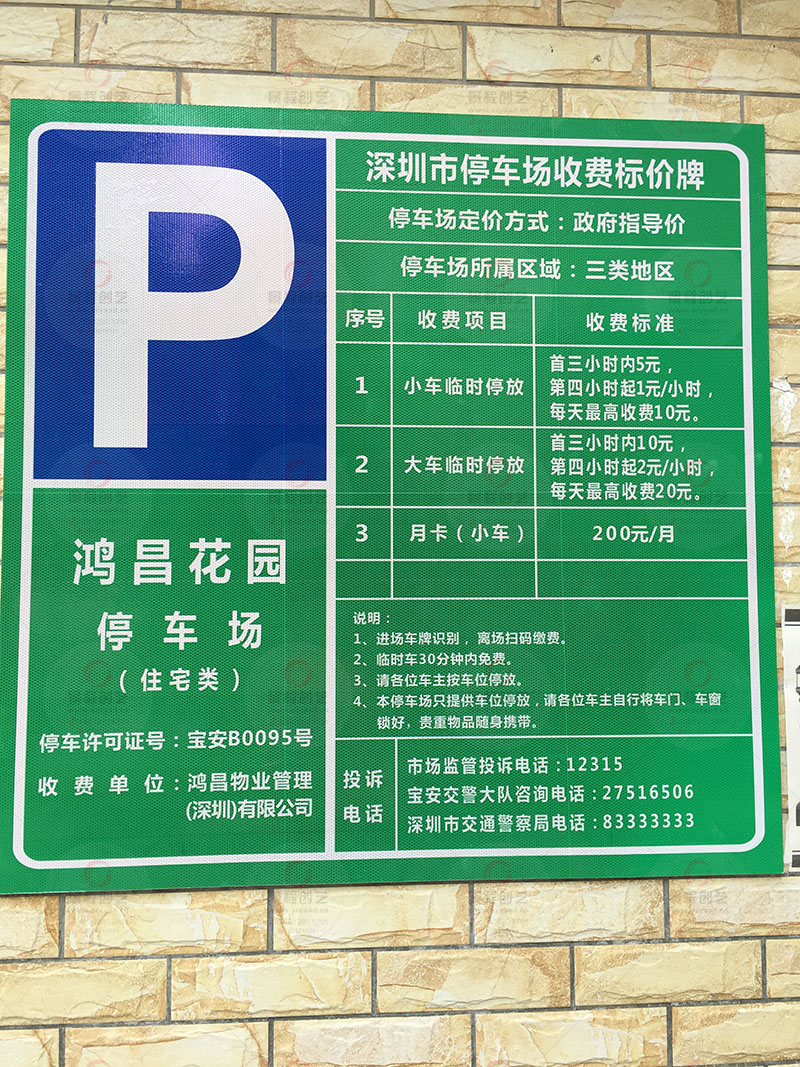 P
鸿昌花园
停车场
（住宅类）
停车许可证号：宝安B0095号
收费单位：鸿昌物业管理
(深圳)有限公司
深圳市停车场收费标价牌
停车场定价方式：政府指导价
停车场所属区域：三类地区
序号 收费项目 收费标准
1 小车临时停放
首三小时内5元，
第四小时起1元/小时，
每天最高收费10元。
2 大车临时停放
首三小时内10元，
第四小时起2元/小时，
每天最高收费20元。
3 月卡（小车） 200元/月
说明：
1、进场车牌识别，离场扫码缴费。
2、临时车30分钟内免费。
3、请各位车主按车位停放。
4、本停车场只提供车位停放，请各位车主自行将车门、车窗
锁好，贵重物品随身携带。
投诉
电话
市场监管投诉电话：12315
宝安交警大队咨询电话：27516506
深圳市交通警察局电话：83333333
景程创艺